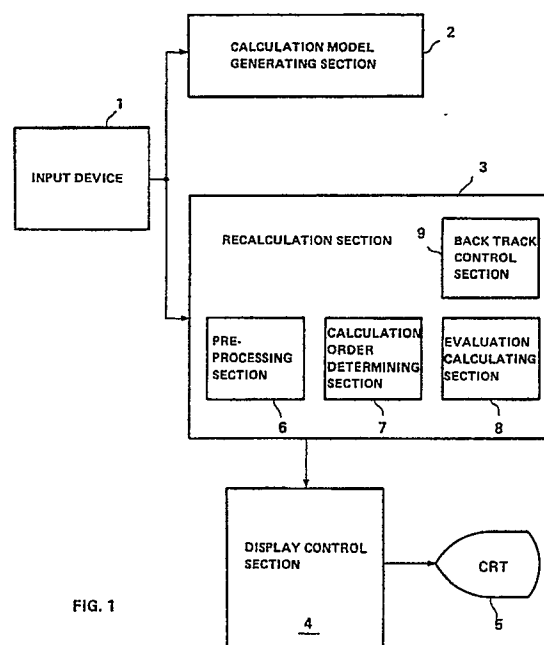 2
CALCULATION MODEL
GENERATING SECTION
1
INPUT DEVICE
3
RECALCULATION SECTION
9
BACK TRACK
CONTROL
SECTION
PRE-
PROCESSING
SECTION
6
CALCULATION
ORDER
DETERMINING
SECTION
7
EVALUATION
CALCULATING
SECTION
8
DISPLAY CONTROL
SECTION
4
CRT
5
FIG. 1